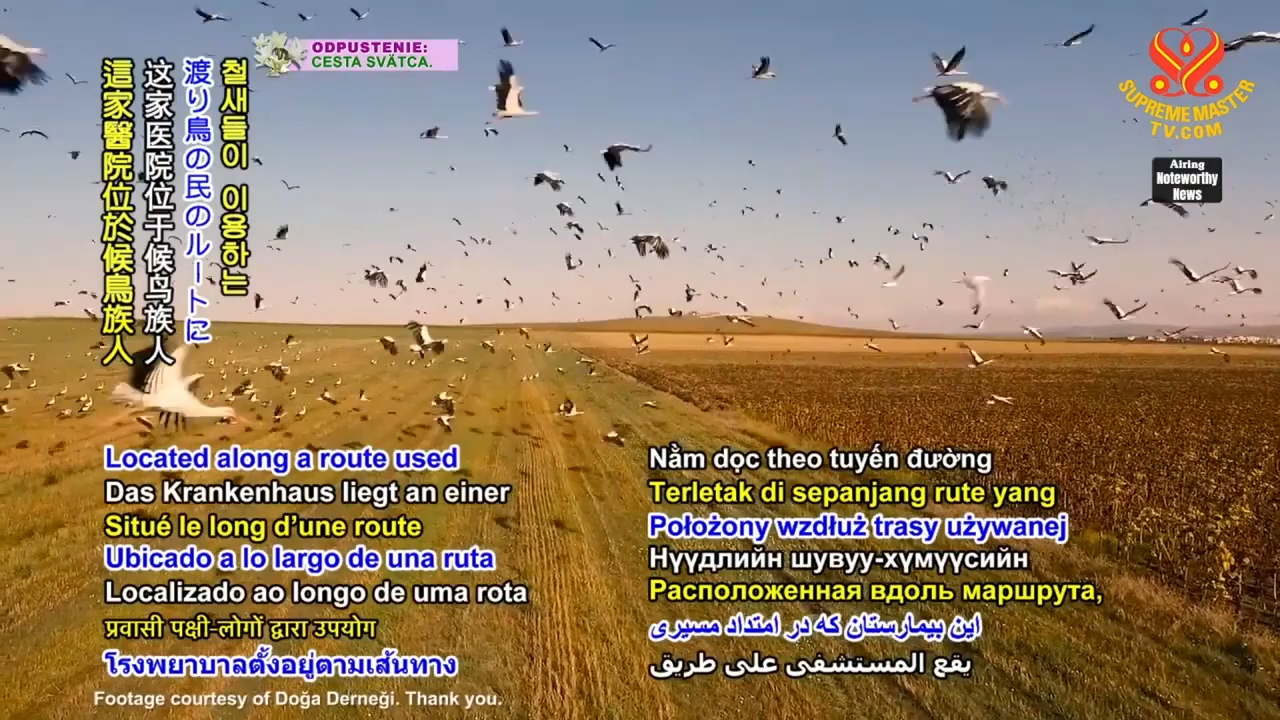 ODPUSTENIE:
CESTA SVÄTCA.
SUPREME MASTER
TV.COM
Airing
Noteworthy
News
철새들이 이용하는
渡り鳥の民のルートに
这家医院位于候鸟族人
這家醫院位於候鳥族人
Located along a route used
Das Krankenhaus liegt an einer
Situé le long d’une route
Ubicado a lo largo de una ruta
Localizado ao longo de uma rota
प्रवासी पक्षी-लोगों द्वारा उपयोग
โรงพยาบาลตั้งอยู่ตามเส้นทาง
Nằm dọc theo tuyến đường
Terletak di sepanjang rute yang
Położony wzdłuż trasy używanej
Нүүдлийн шувуу-хүмүүсийн
Расположенная вдоль маршрута,
این بیمارستان که در امتداد مسیری
يقع المستشفى على طريق
Footage courtesy of Doğa Derneği. Thank you.